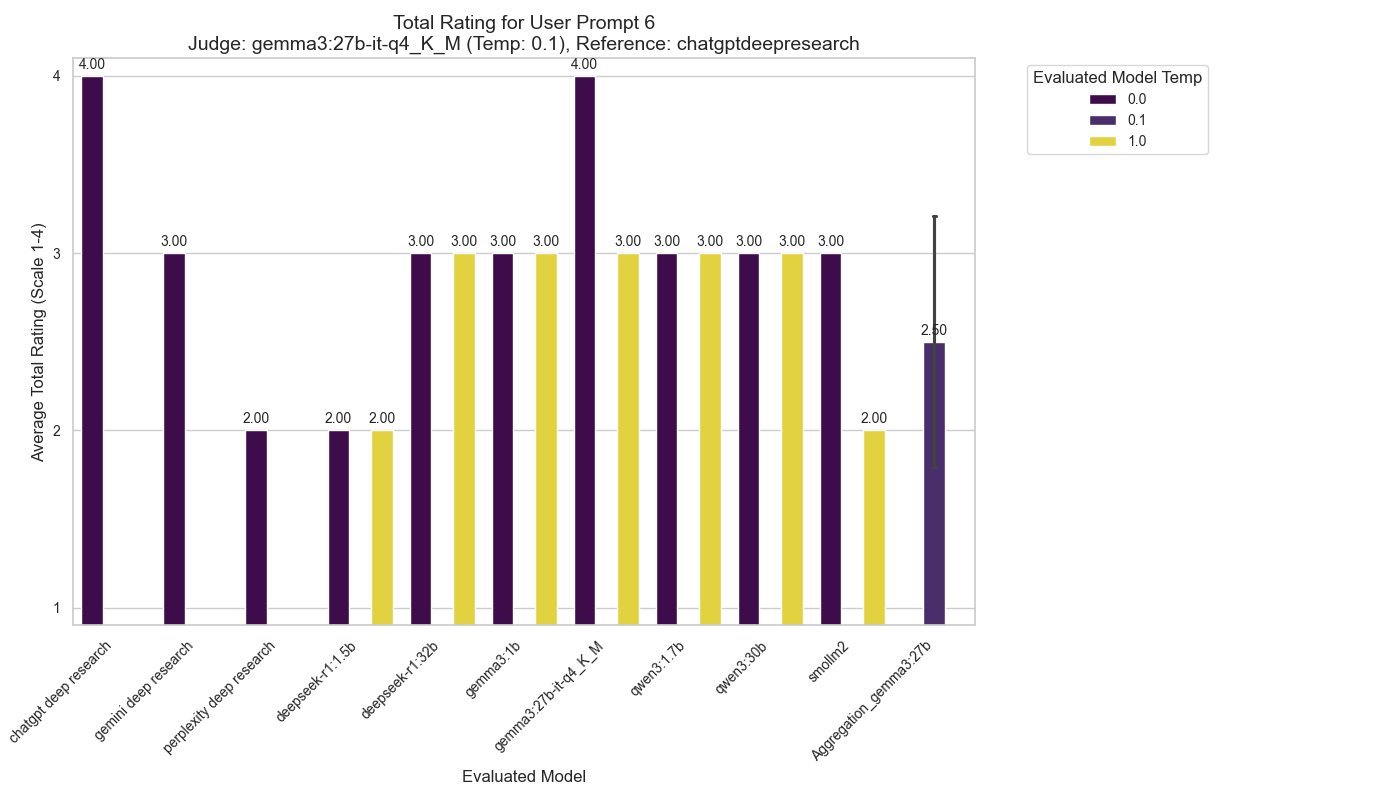 Total Rating for User Prompt 6
Judge: gemma3:27b-it-q4_K_M (Temp: 0.1), Reference: chatgptdeepresearch
Average Total Rating (Scale 1-4)
4
3
2
1
4.00
3.00
2.00
2.00
2.00
3.00
3.00
3.00
3.00
4.00
3.00
3.00
3.00
3.00
3.00
3.00
2.00
2.50
chatgpt deep research
gemini deep research
perplexity deep research
deepseek-r1:1.5b
deepseek-r1:32b
gemma3:1b
gemma3:27b-it-q4_K_M
qwen3:1.7b
qwen3:30b
smollm2
Aggregation_gemma3:27b
Evaluated Model
Evaluated Model Temp
0.0
0.1
1.0